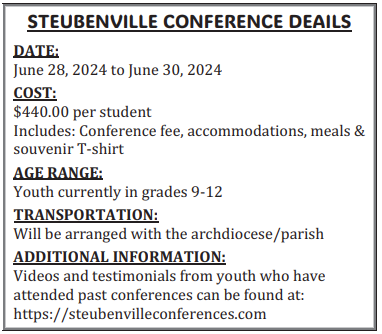 STEUBENVILLE CONFERENCE DEAILS
DATE:
June 28, 2024 to June 30, 2024
COST:
$440.00 per student
Includes: Conference fee, accommodations, meals &
souvenir T-shirt
AGE RANGE:
Youth currently in grades 9-12
TRANSPORTATION:
Will be arranged with the archdiocese/parish
ADDITIONAL INFORMATION:
Videos and testimonials from youth who have
attended past conferences can be found at:
https://steubenvilleconferences.com